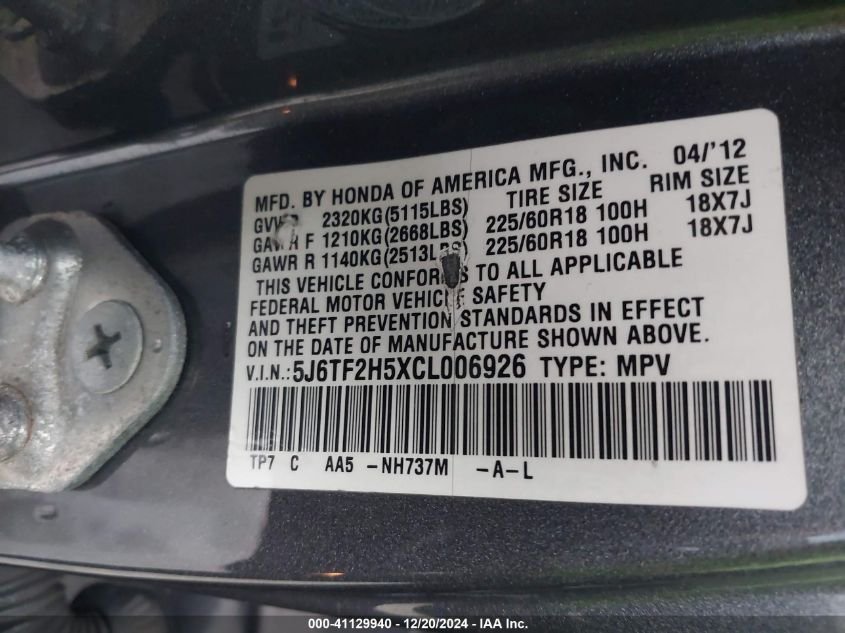 MFD. BY HONDA OF AMERICA MFG., INC. 04/'12
GVWR 2320KG(5115LBS) TIRE SIZE RIM SIZE
GAWR F 1210KG(2668LBS) 225/60R18 100H 18X7J
GAWR R 1140KG(2513LBS) 225/60R18 100H 18X7J
THIS VEHICLE CONFORMS TO ALL APPLICABLE
FEDERAL MOTOR VEHICLE SAFETY
AND THEFT PREVENTION STANDARDS IN EFFECT
ON THE DATE OF MANUFACTURE SHOWN ABOVE.
V.I.N.:5J6TF2H5XCL006926 TYPE: MPV
TP7 C AA5 -NH737M -A-L
000-41129940 - 12/20/2024 - IAA Inc.